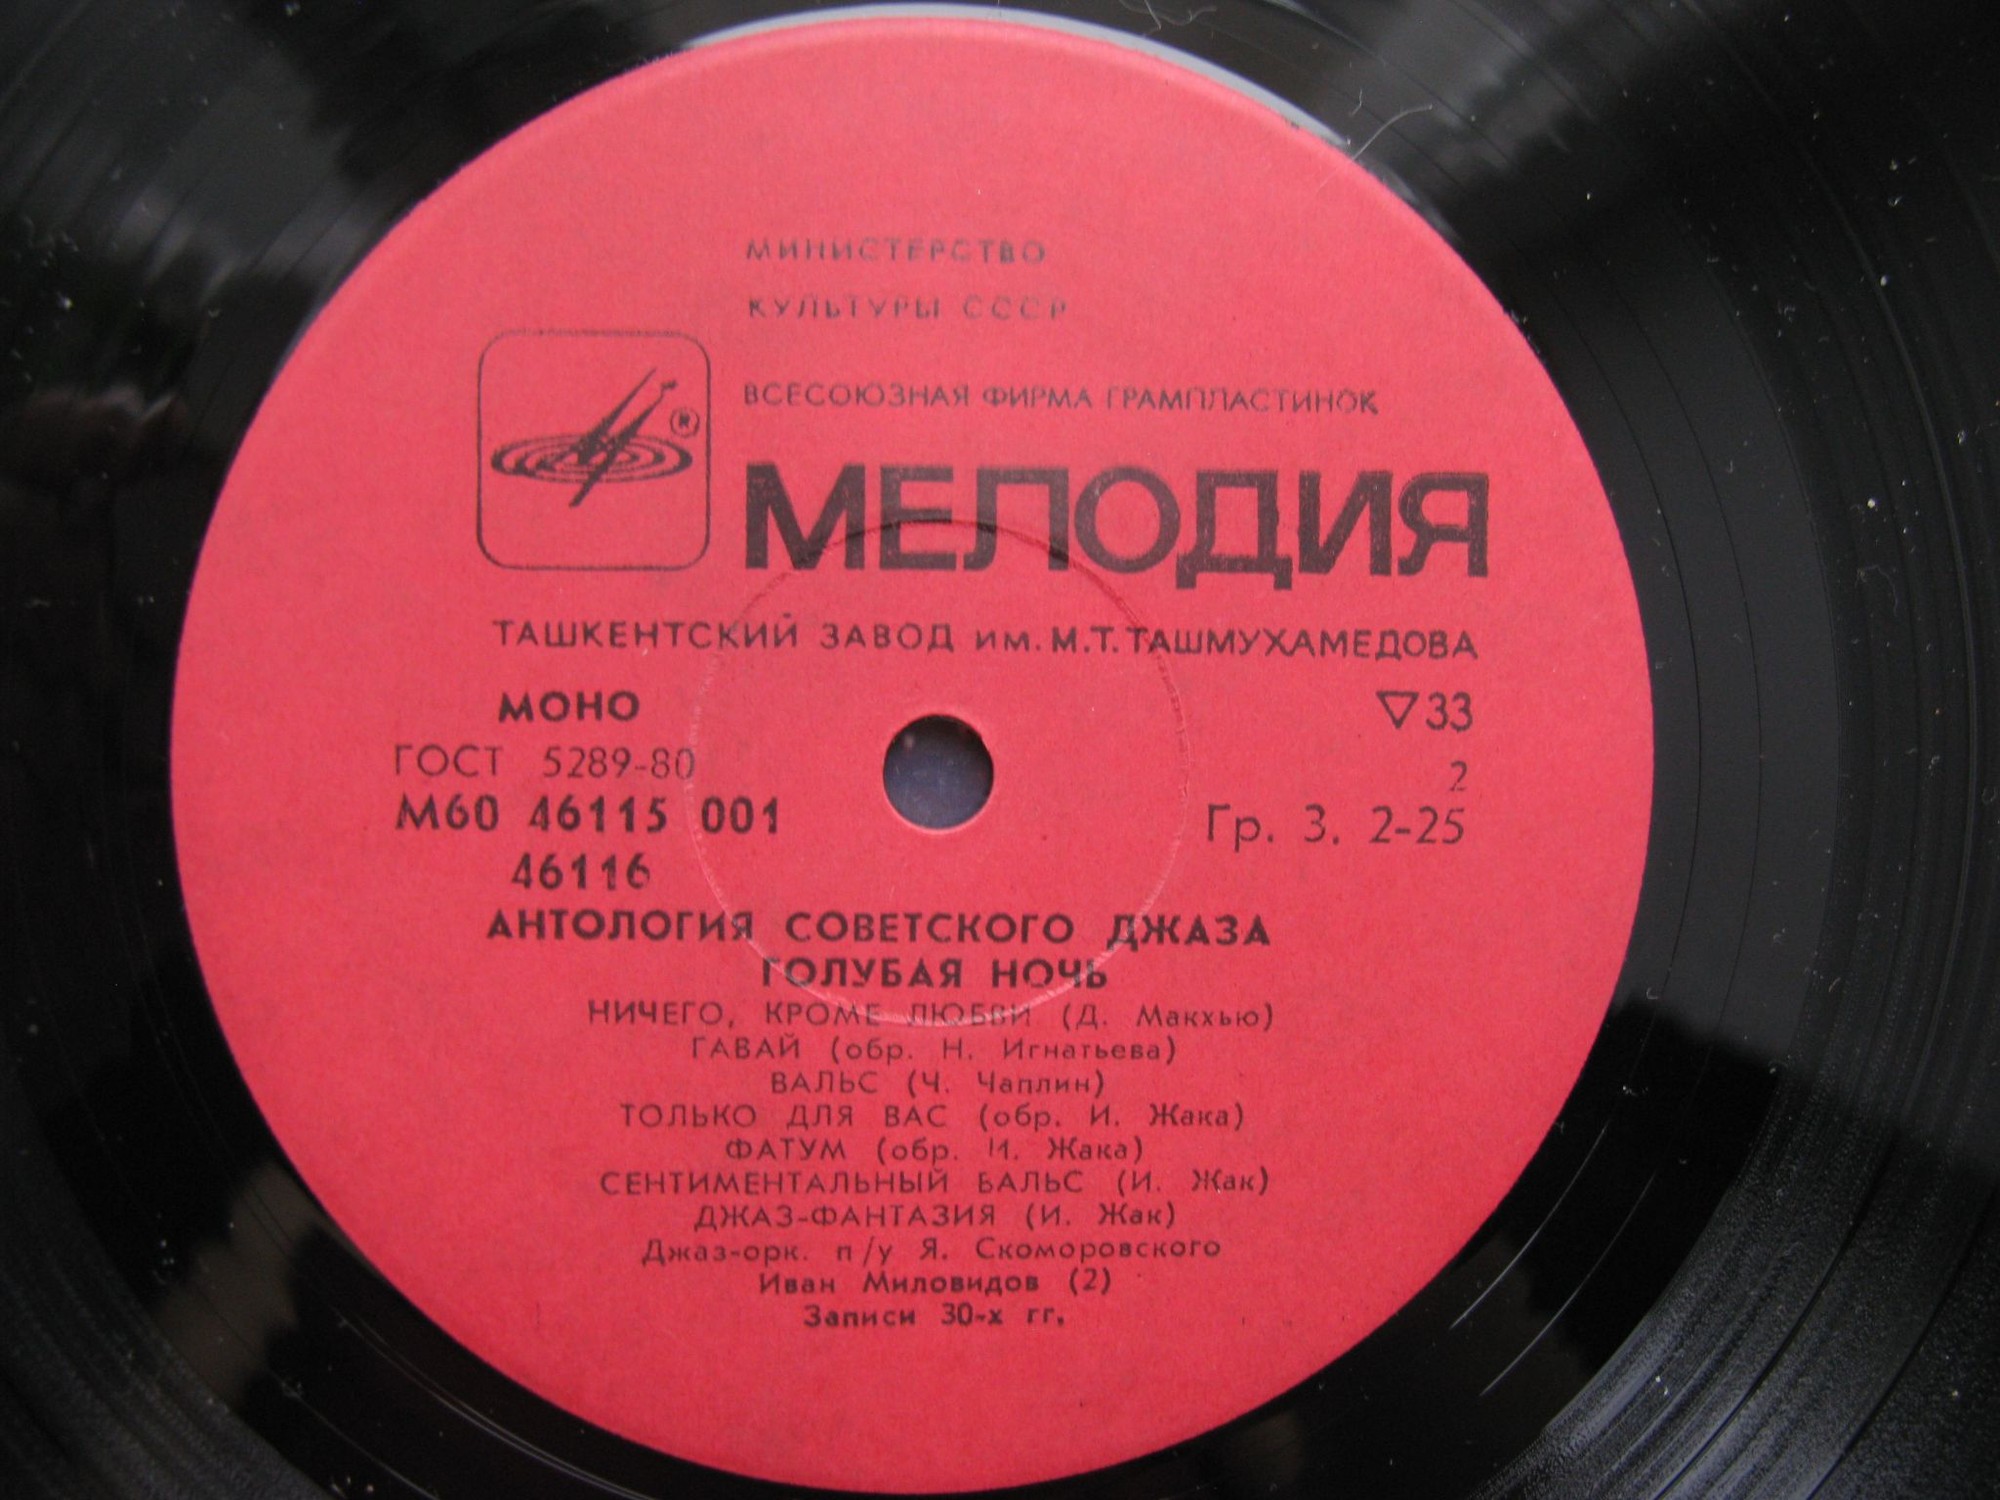 МИНИСТЕРСТВО
КУЛЬТУРЫ СССР
ВСЕСОЮЗНАЯ ФИРМА ГРАМПЛАСТИНОК
®
МЕЛОДИЯ
ТАШКЕНТСКИЙ ЗАВОД им. М.Т. ТАШМУХАМЕДОВА
МОНО ▽33
ГОСТ 5289-80 2
М60 46115 001 Гр. 3. 2-25
46116
АНТОЛОГИЯ СОВЕТСКОГО ДЖАЗА
ГОЛУБАЯ НОЧЬ
НИЧЕГО, КРОМЕ ЛЮБВИ (Д. Макхью)
ГАВАЙ (обр. Н. Игнатьева)
ВАЛЬС (Ч. Чаплин)
ТОЛЬКО ДЛЯ ВАС (обр. И. Жака)
ФАТУМ (обр. И. Жака)
СЕНТИМЕНТАЛЬНЫЙ ВАЛЬС (И. Жак)
ДЖАЗ-ФАНТАЗИЯ (И. Жак)
Джаз-орк. п/у Я. Скоморовского
Иван Миловидов (2)
Записи 30-х гг.